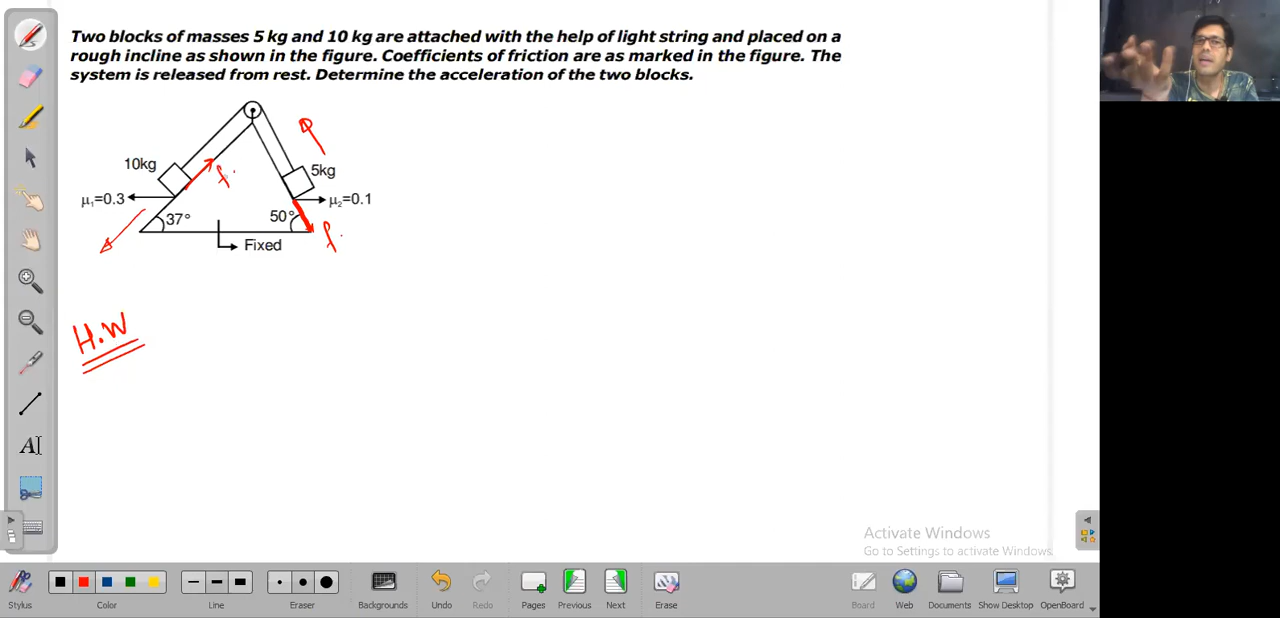 Two blocks of masses 5 kg and 10 kg are attached with the help of light string and placed on a
rough incline as shown in the figure. Coefficients of friction are as marked in the figure. The
system is released from rest. Determine the acceleration of the two blocks.
10kg
5kg
f
μ₁=0.3
μ₂=0.1
37°
50°
f
Fixed
H.W
Activate Windows
Go to Settings to activate Windows.
Stylus
Color
Line
Eraser
Backgrounds
Undo
Redo
Pages
Previous
Next
Erase
Board
Web
Documents
Show Desktop
OpenBoard